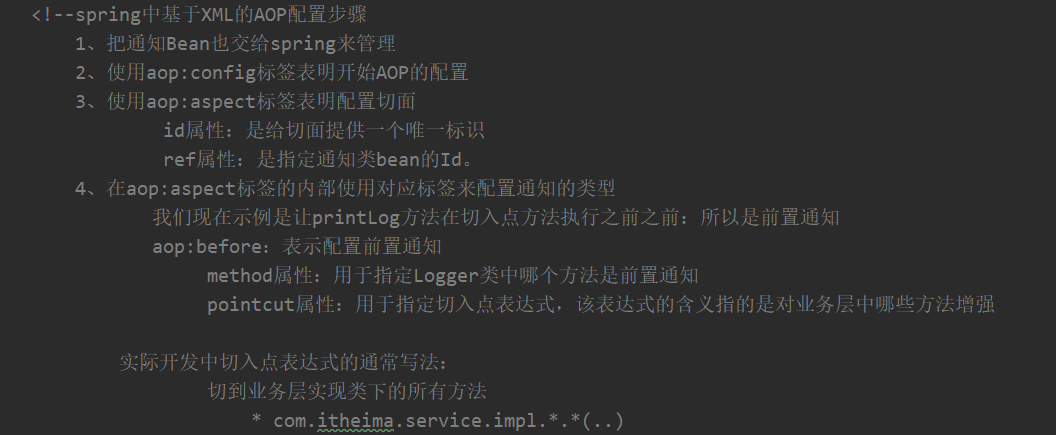 <!--spring中基于XML的AOP配置步骤
1、把通知Bean也交给spring来管理
2、使用aop:config标签表明开始AOP的配置
3、使用aop:aspect标签表明配置切面
id属性：是给切面提供一个唯一标识
ref属性：是指定通知类bean的Id。
4、在aop:aspect标签的内部使用对应标签来配置通知的类型
我们现在示例是让printLog方法在切入点方法执行之前之前：所以是前置通知
aop:before：表示配置前置通知
method属性：用于指定Logger类中哪个方法是前置通知
pointcut属性：用于指定切入点表达式，该表达式的含义指的是对业务层中哪些方法增强
实际开发中切入点表达式的通常写法：
切到业务层实现类下的所有方法
* com.itheima.service.impl.*.*(..)